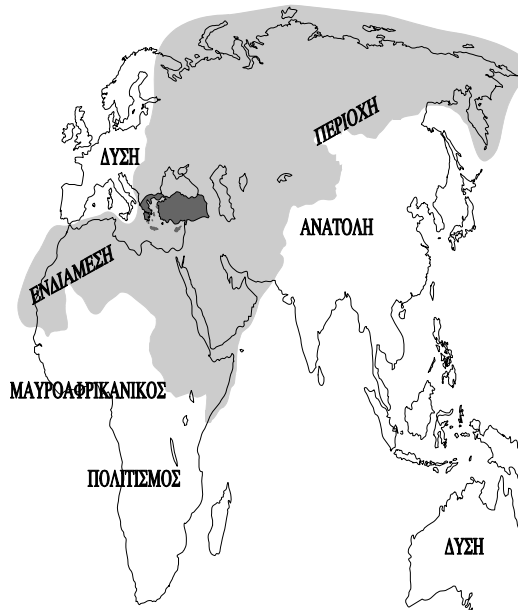 ΠΕΡΙΟΧΗ
ΔΥΣΗ
ΑΝΑΤΟΛΗ
ΕΝΔΙΑΜΕΣΗ
ΜΑΥΡΟΑΦΡΙΚΑΝΙΚΟΣ
ΠΟΛΙΤΙΣΜΟΣ
ΔΥΣΗ